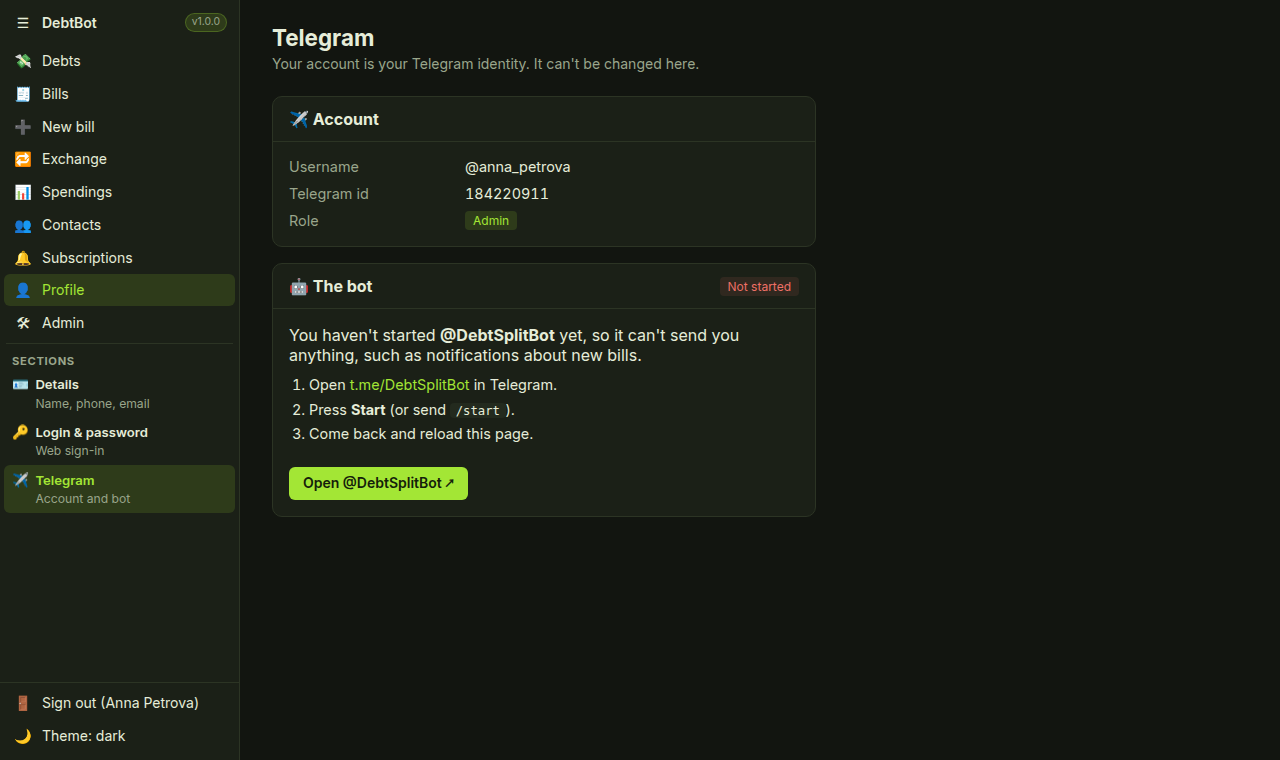 ☰ DebtBot v1.0.0
Debts
Bills
New bill
Exchange
Spendings
Contacts
Subscriptions
Profile
Admin
SECTIONS
Details
Name, phone, email
Login & password
Web sign-in
Telegram
Account and bot
Sign out (Anna Petrova)
Theme: dark
Telegram
Your account is your Telegram identity. It can't be changed here.
Account
Username @anna_petrova
Telegram id 184220911
Role Admin
The bot Not started
You haven't started @DebtSplitBot yet, so it can't send you
anything, such as notifications about new bills.
1. Open t.me/DebtSplitBot in Telegram.
2. Press Start (or send /start ).
3. Come back and reload this page.
Open @DebtSplitBot ↗